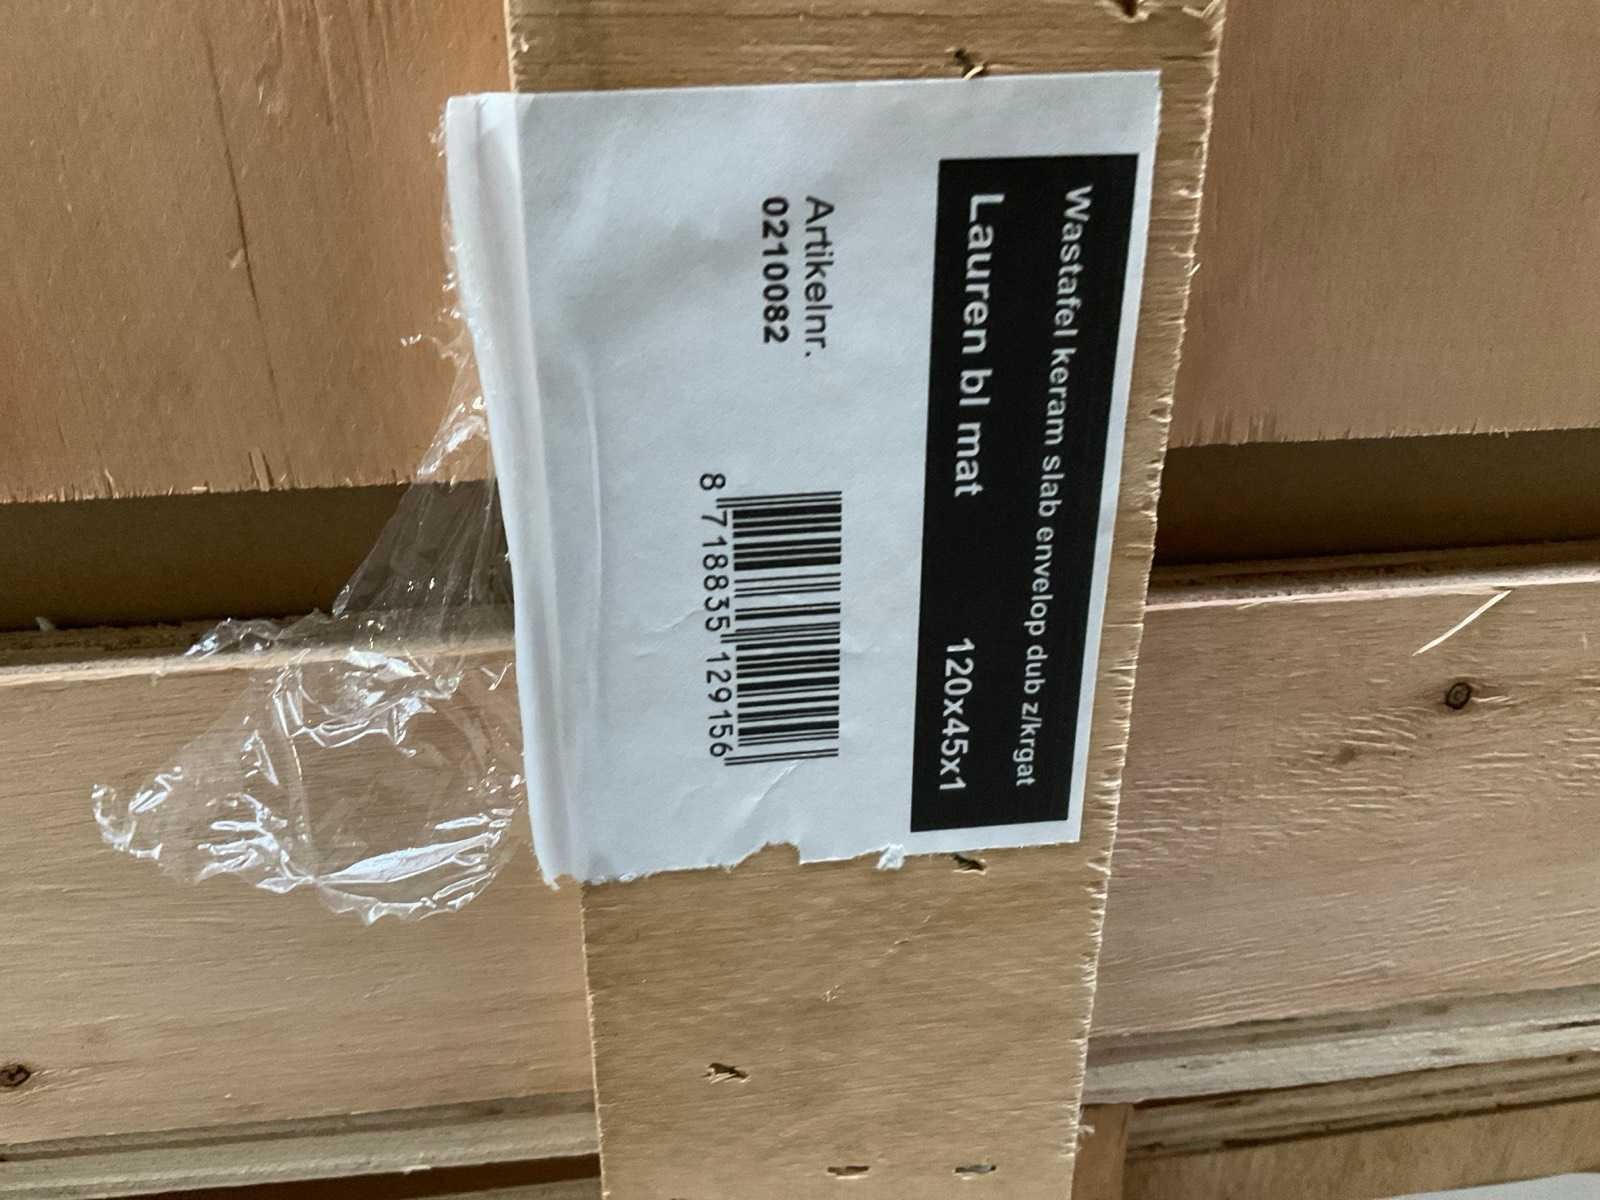 Wastafel keram slab envelop dub z/krgat
Lauren bl mat 120x45x1
Artikelnr.
0210082
8 718835 129156